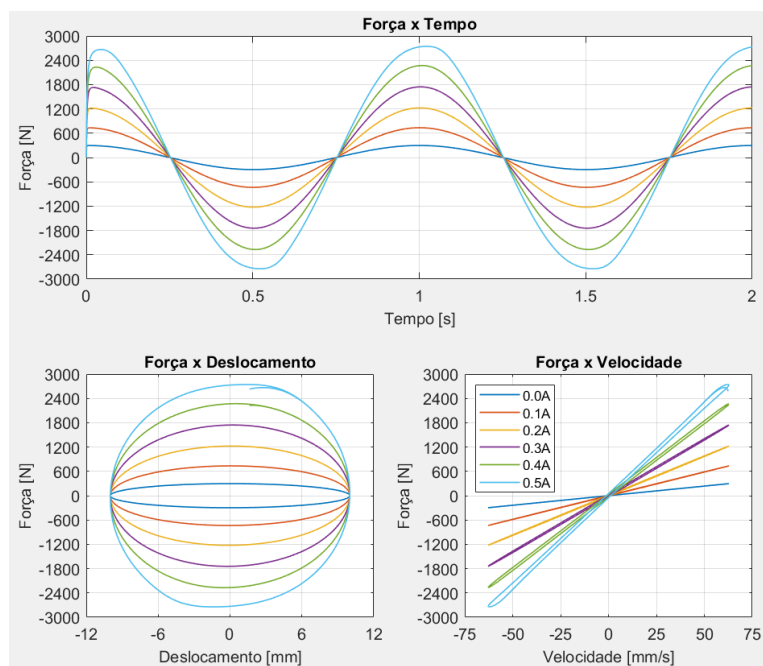 Força x Tempo
3000
2400
1800
1200
600
0
-600
-1200
-1800
-2400
-3000
Força [N]
0 0.5 1 1.5 2
Tempo [s]
Força x Deslocamento
3000
2400
1800
1200
600
0
-600
-1200
-1800
-2400
-3000
Força [N]
-12 -6 0 6 12
Deslocamento [mm]
Força x Velocidade
3000
2400
1800
1200
600
0
-600
-1200
-1800
-2400
-3000
Força [N]
0.0A
0.1A
0.2A
0.3A
0.4A
0.5A
-75 -50 -25 0 25 50 75
Velocidade [mm/s]